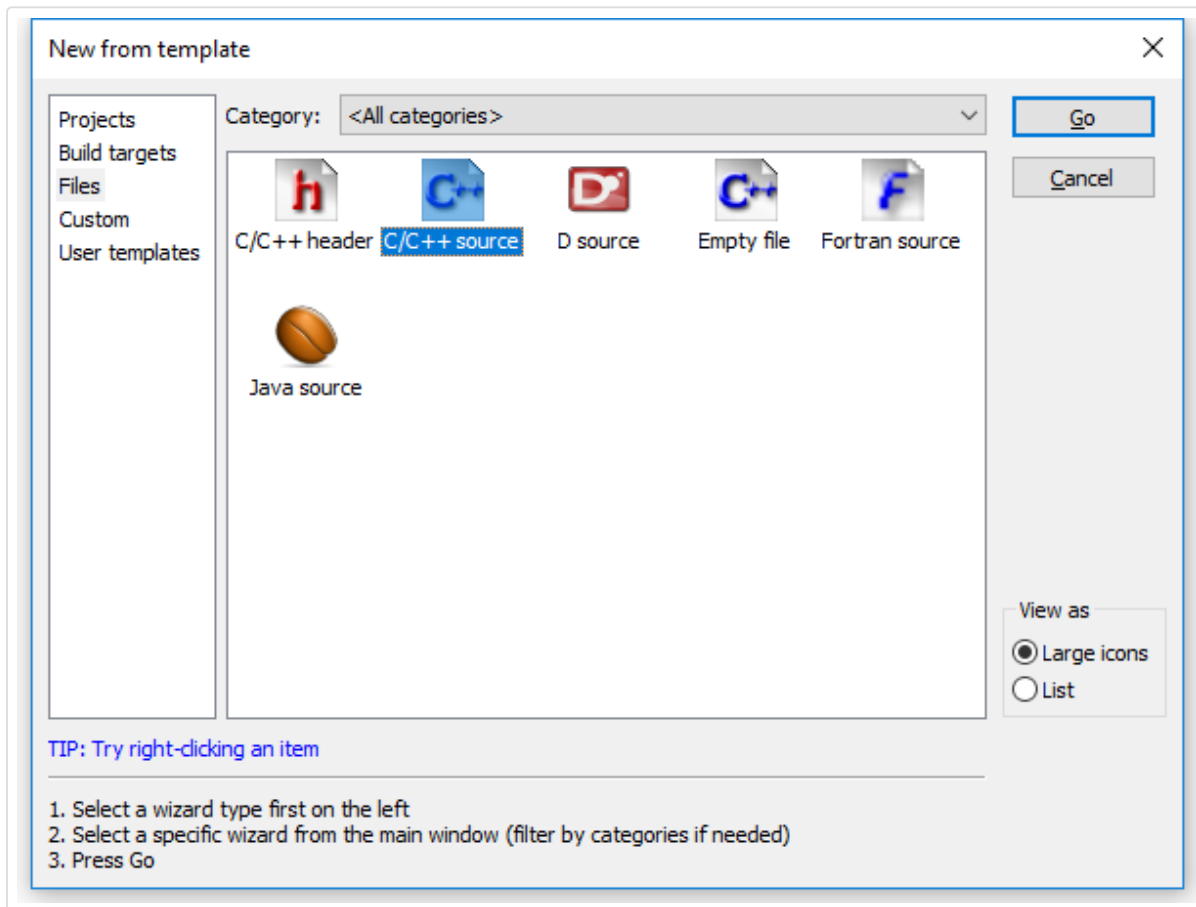 New from template
Projects
Build targets
Files
Custom
User templates
Category: <All categories>
Go
Cancel
h C++ D C++ F
C/C++ header C/C++ source D source Empty file Fortran source
Java source
View as
Large icons
List
TIP: Try right-clicking an item
1. Select a wizard type first on the left
2. Select a specific wizard from the main window (filter by categories if needed)
3. Press Go